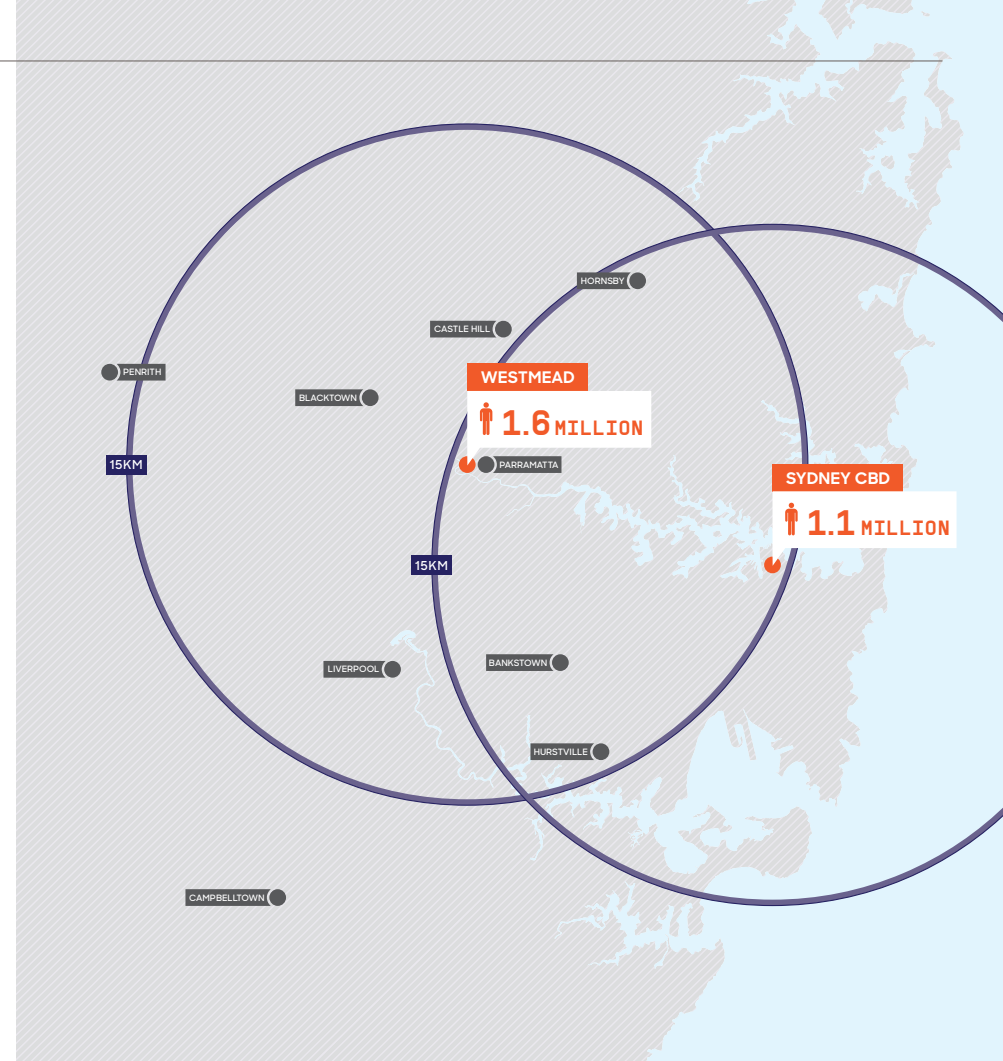 HORNSBY
CASTLE HILL
PENRITH
WESTMEAD
BLACKTOWN
1.6 MILLION
15KM
PARRAMATTA
SYDNEY CBD
1.1 MILLION
15KM
LIVERPOOL
BANKSTOWN
HURSTVILLE
CAMPBELLTOWN